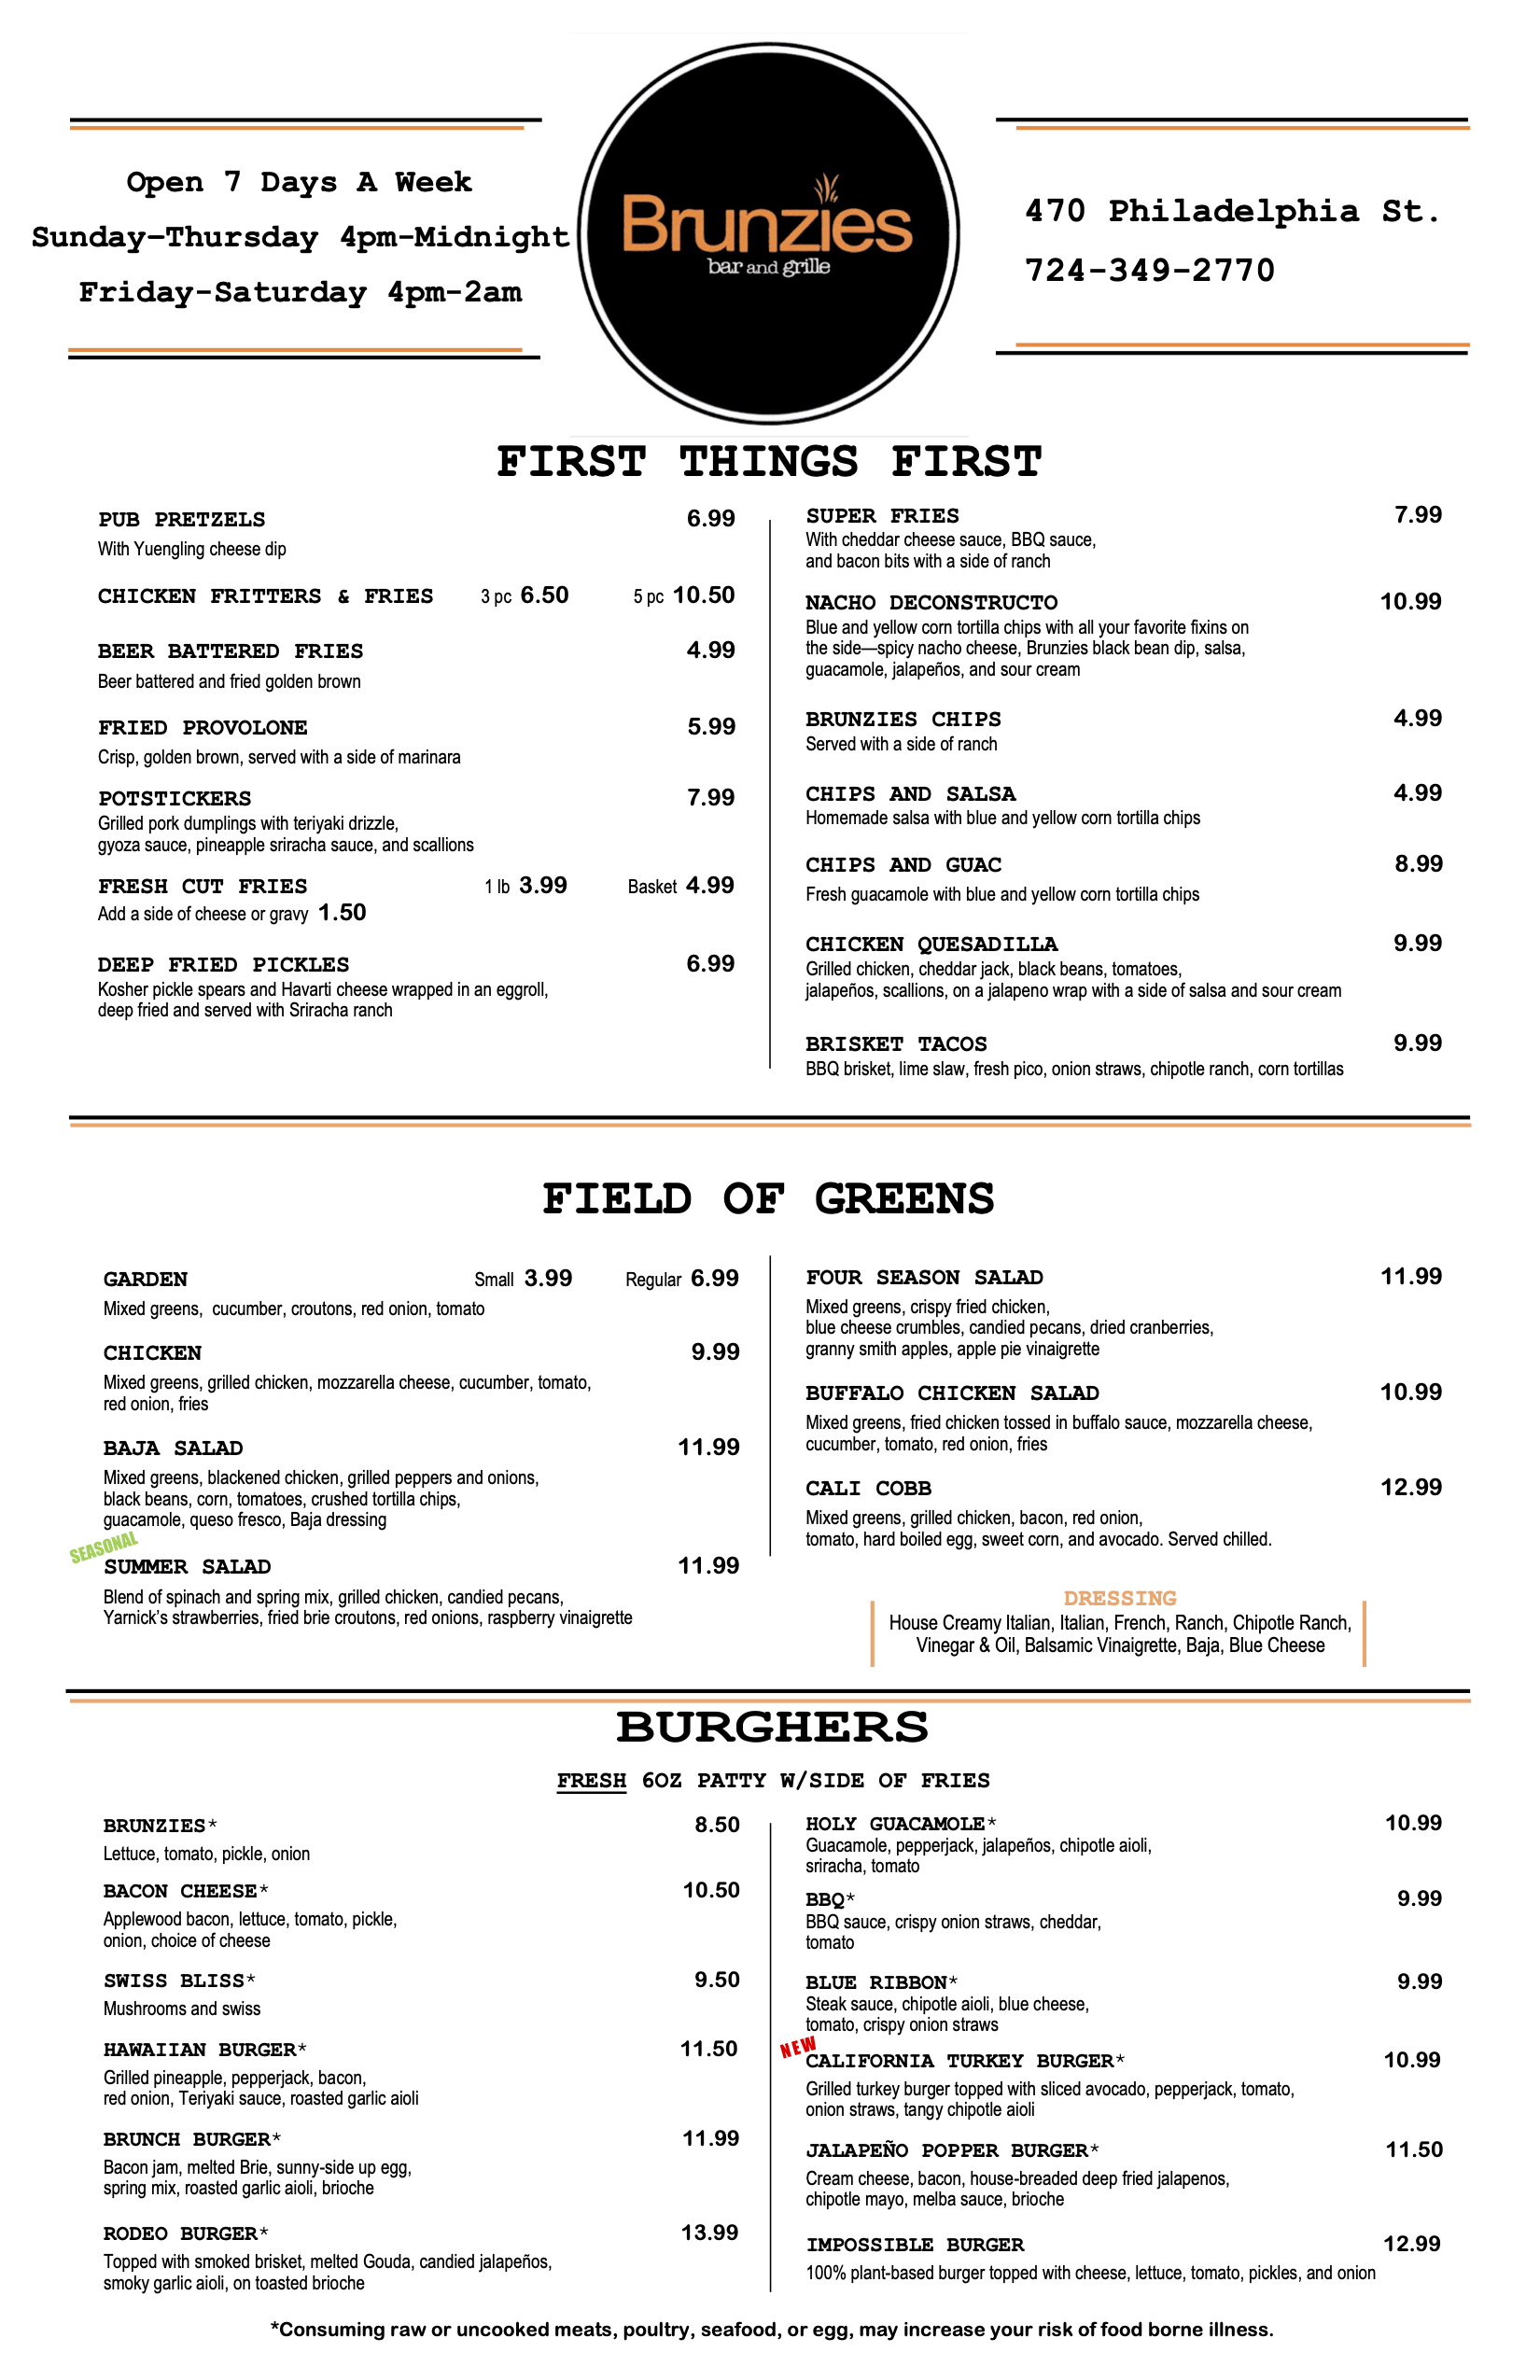 Open 7 Days A Week
Sunday–Thursday 4pm-Midnight
Friday-Saturday 4pm-2am
Brunzies
bar and grille
470 Philadelphia St.
724-349-2770
FIRST THINGS FIRST
PUB PRETZELS 6.99
With Yuengling cheese dip
CHICKEN FRITTERS & FRIES 3 pc 6.50 5 pc 10.50
BEER BATTERED FRIES 4.99
Beer battered and fried golden brown
FRIED PROVOLONE 5.99
Crisp, golden brown, served with a side of marinara
POTSTICKERS 7.99
Grilled pork dumplings with teriyaki drizzle,
gyoza sauce, pineapple sriracha sauce, and scallions
FRESH CUT FRIES 1 lb 3.99 Basket 4.99
Add a side of cheese or gravy 1.50
DEEP FRIED PICKLES 6.99
Kosher pickle spears and Havarti cheese wrapped in an eggroll,
deep fried and served with Sriracha ranch
SUPER FRIES 7.99
With cheddar cheese sauce, BBQ sauce,
and bacon bits with a side of ranch
NACHO DECONSTRUCTO 10.99
Blue and yellow corn tortilla chips with all your favorite fixins on
the side—spicy nacho cheese, Brunzies black bean dip, salsa,
guacamole, jalapeños, and sour cream
BRUNZIES CHIPS 4.99
Served with a side of ranch
CHIPS AND SALSA 4.99
Homemade salsa with blue and yellow corn tortilla chips
CHIPS AND GUAC 8.99
Fresh guacamole with blue and yellow corn tortilla chips
CHICKEN QUESADILLA 9.99
Grilled chicken, cheddar jack, black beans, tomatoes,
jalapeños, scallions, on a jalapeno wrap with a side of salsa and sour cream
BRISKET TACOS 9.99
BBQ brisket, lime slaw, fresh pico, onion straws, chipotle ranch, corn tortillas
FIELD OF GREENS
GARDEN Small 3.99 Regular 6.99
Mixed greens, cucumber, croutons, red onion, tomato
CHICKEN 9.99
Mixed greens, grilled chicken, mozzarella cheese, cucumber, tomato,
red onion, fries
BAJA SALAD 11.99
Mixed greens, blackened chicken, grilled peppers and onions,
black beans, corn, tomatoes, crushed tortilla chips,
guacamole, queso fresco, Baja dressing
SEASONAL
SUMMER SALAD 11.99
Blend of spinach and spring mix, grilled chicken, candied pecans,
Yarnick's strawberries, fried brie croutons, red onions, raspberry vinaigrette
FOUR SEASON SALAD 11.99
Mixed greens, crispy fried chicken,
blue cheese crumbles, candied pecans, dried cranberries,
granny smith apples, apple pie vinaigrette
BUFFALO CHICKEN SALAD 10.99
Mixed greens, fried chicken tossed in buffalo sauce, mozzarella cheese,
cucumber, tomato, red onion, fries
CALI COBB 12.99
Mixed greens, grilled chicken, bacon, red onion,
tomato, hard boiled egg, sweet corn, and avocado. Served chilled.
DRESSING
House Creamy Italian, Italian, French, Ranch, Chipotle Ranch,
Vinegar & Oil, Balsamic Vinaigrette, Baja, Blue Cheese
BURGHERS
FRESH 6OZ PATTY W/SIDE OF FRIES
BRUNZIES* 8.50
Lettuce, tomato, pickle, onion
BACON CHEESE* 10.50
Applewood bacon, lettuce, tomato, pickle,
onion, choice of cheese
SWISS BLISS* 9.50
Mushrooms and swiss
HAWAIIAN BURGER* 11.50
Grilled pineapple, pepperjack, bacon,
red onion, Teriyaki sauce, roasted garlic aioli
BRUNCH BURGER* 11.99
Bacon jam, melted Brie, sunny-side up egg,
spring mix, roasted garlic aioli, brioche
RODEO BURGER* 13.99
Topped with smoked brisket, melted Gouda, candied jalapeños,
smoky garlic aioli, on toasted brioche
HOLY GUACAMOLE* 10.99
Guacamole, pepperjack, jalapeños, chipotle aioli,
sriracha, tomato
BBQ* 9.99
BBQ sauce, crispy onion straws, cheddar,
tomato
BLUE RIBBON* 9.99
Steak sauce, chipotle aioli, blue cheese,
tomato, crispy onion straws
NEW
CALIFORNIA TURKEY BURGER* 10.99
Grilled turkey burger topped with sliced avocado, pepperjack, tomato,
onion straws, tangy chipotle aioli
JALAPEÑO POPPER BURGER* 11.50
Cream cheese, bacon, house-breaded deep fried jalapenos,
chipotle mayo, melba sauce, brioche
IMPOSSIBLE BURGER 12.99
100% plant-based burger topped with cheese, lettuce, tomato, pickles, and onion
*Consuming raw or uncooked meats, poultry, seafood, or egg, may increase your risk of food borne illness.